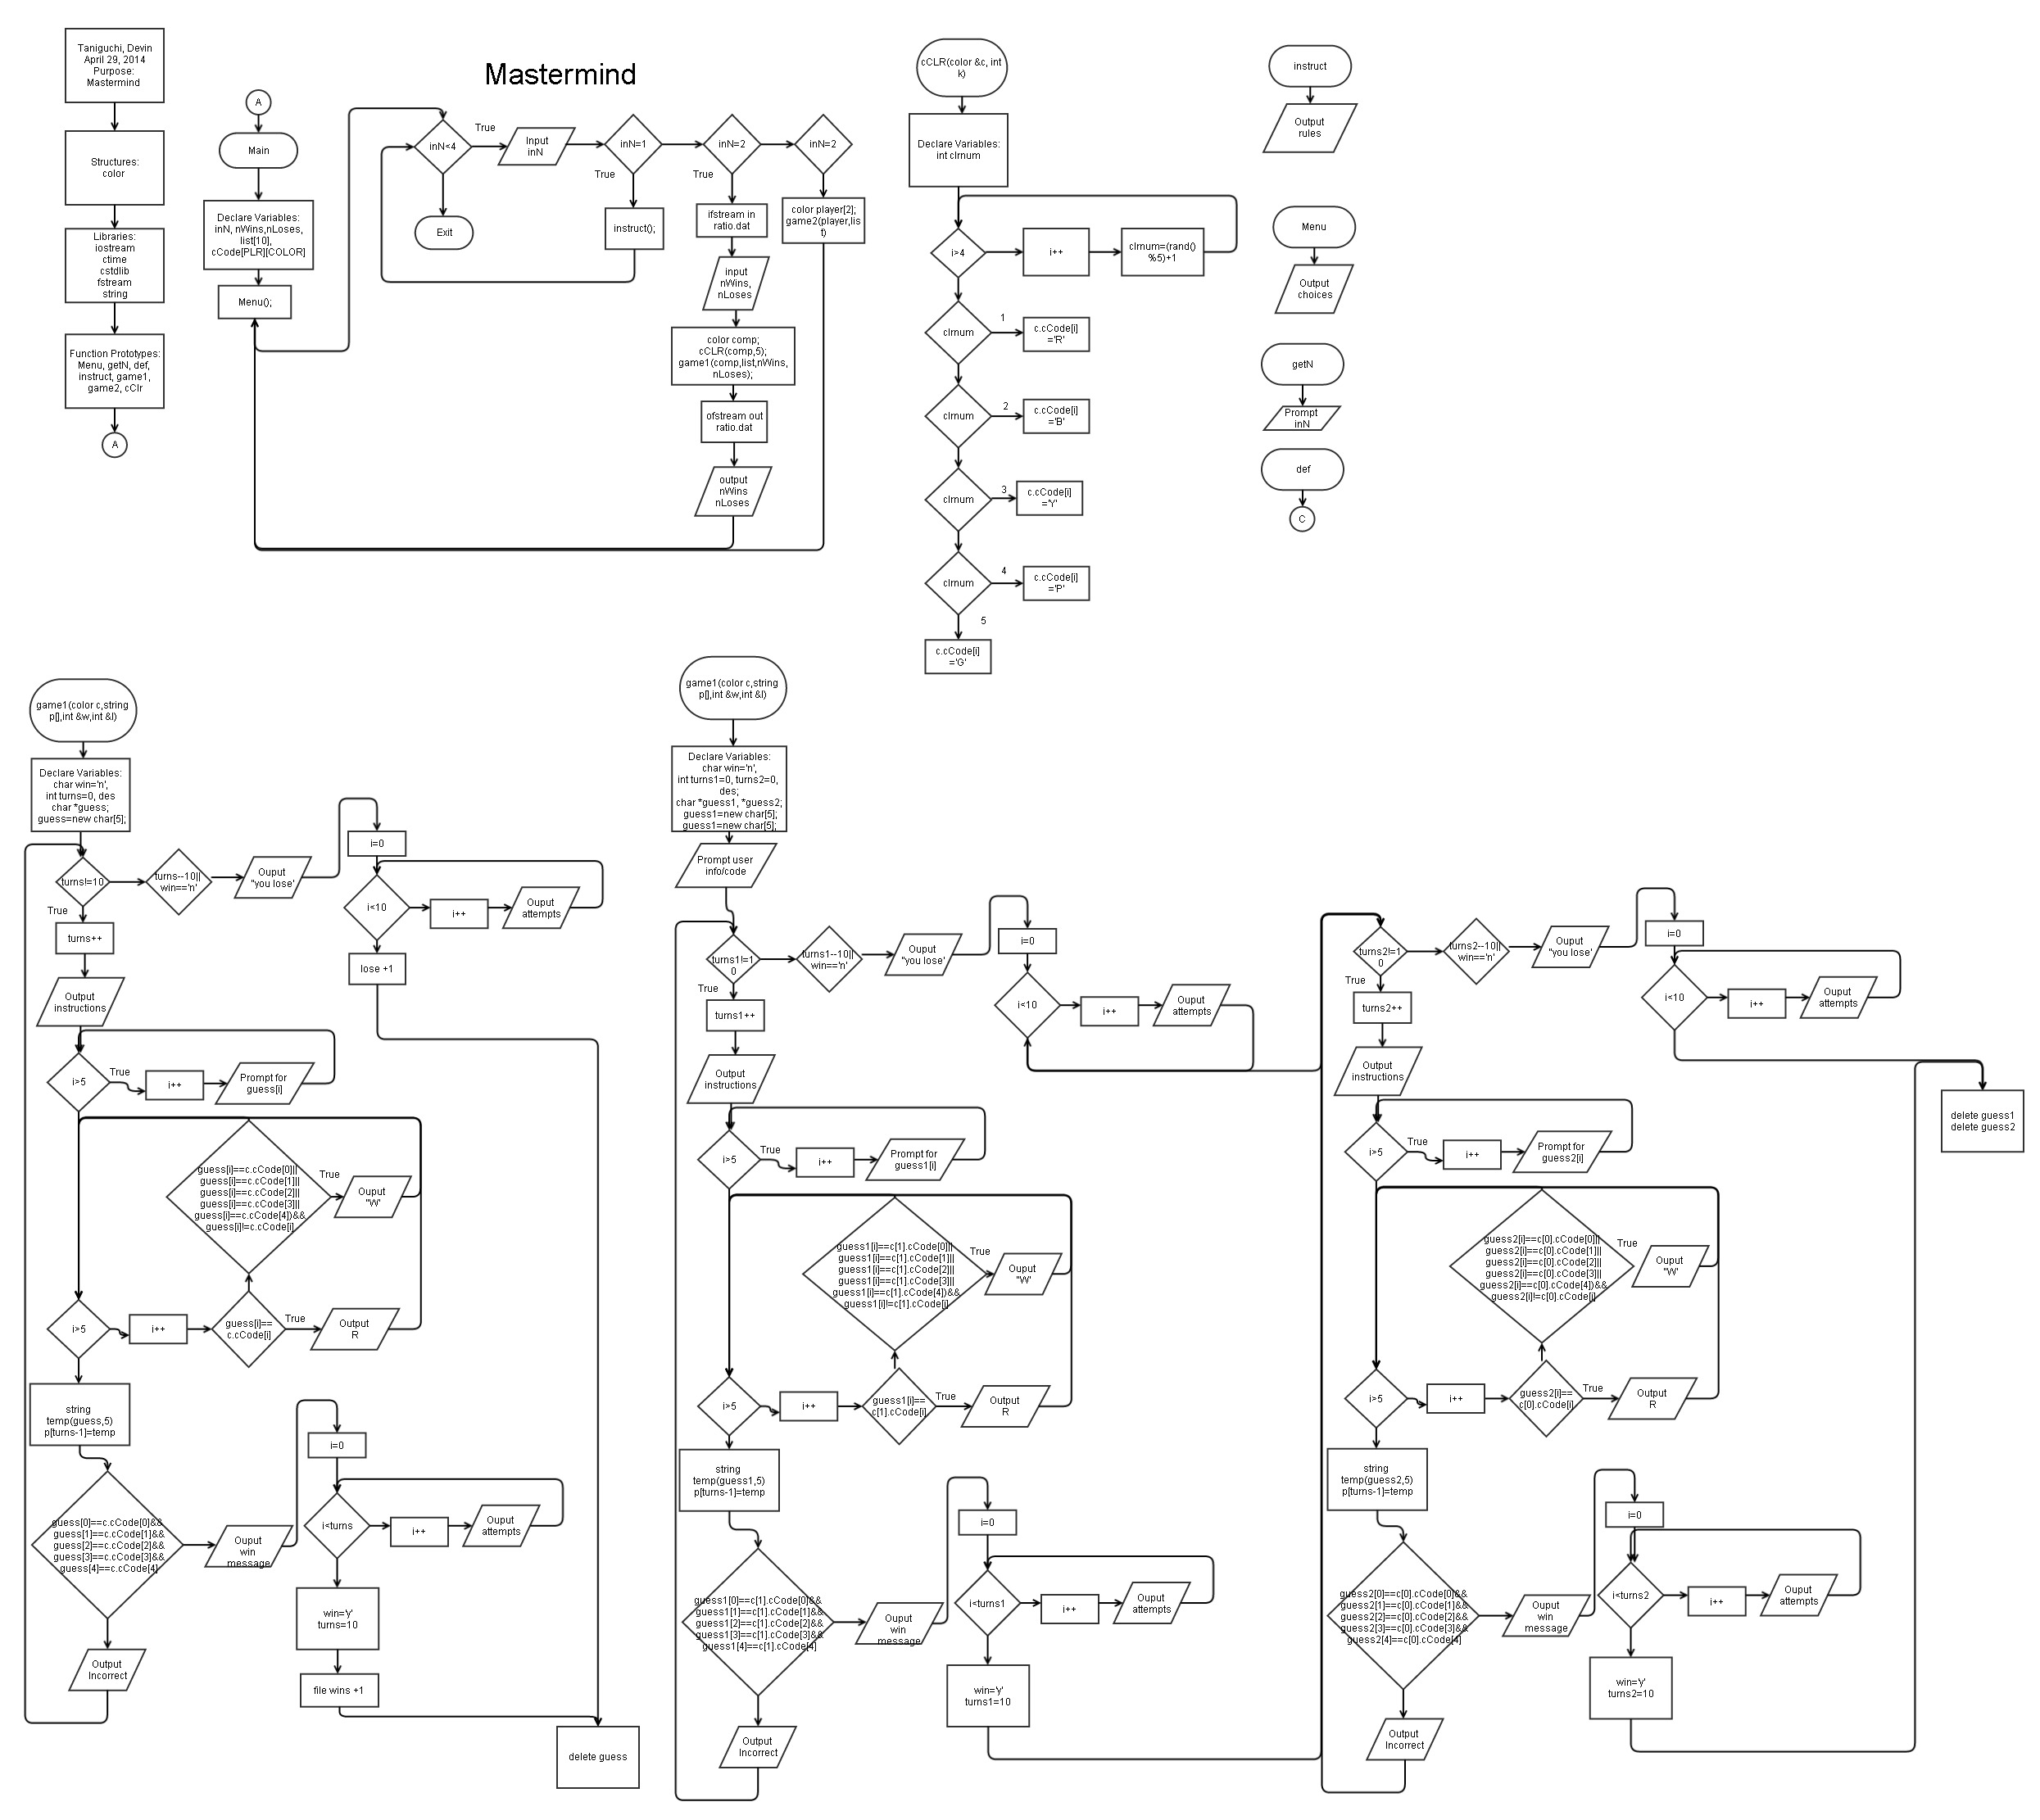 Taniguchi, Devin
April 29, 2014
Purpose:
Mastermind
Structures:
color
Libraries:
iostream
ctime
cstdlib
fstream
string
Function Prototypes:
Menu, getN, def,
instruct, game1,
game2, cClr
A
Mastermind
A
Main
Declare Variables:
inN, nWins,nLoses,
list[10],
cCode[PLR][COLOR]
Menu();
inN<4
True
Exit
Input
inN
inN=1
True
instruct();
inN=2
True
ifstream in
ratio.dat
input
nWins,
nLoses
color comp;
cCLR(comp,5);
game1(comp,list,nWins,
nLoses);
ofstream out
ratio.dat
output
nWins
nLoses
inN=2
color player[2];
game2(player,lis
t)
cCLR(color &c, int
k)
Declare Variables:
int clrnum
i>4
i++
clrnum=(rand()
%5)+1
clrnum
1
c.cCode[i]
='R'
clrnum
2
c.cCode[i]
='B'
clrnum
3
c.cCode[i]
='Y'
clrnum
4
c.cCode[i]
='P'
5
c.cCode[i]
='G'
instruct
Output
rules
Menu
Output
choices
getN
Prompt
inN
def
C
game1(color c,string
p[],int &w,int &l)
Declare Variables:
char win='n',
int turns=0, des
char *guess;
guess=new char[5];
turns!=10
True
turns--10||
win=='n'
Ouput
"you lose'
i=0
i<10
i++
Ouput
attempts
lose +1
turns++
Output
instructions
i>5
True
i++
Prompt for
guess[i]
guess[i]==c.cCode[0]||
guess[i]==c.cCode[1]||
guess[i]==c.cCode[2]||
guess[i]==c.cCode[3]||
guess[i]==c.cCode[4])&&
guess[i]!=c.cCode[i]
True
Ouput
"W'
i>5
i++
guess[i]==
c.cCode[i]
True
Output
R
string
temp(guess,5)
p[turns-1]=temp
guess[0]==c.cCode[0]&&
guess[1]==c.cCode[1]&&
guess[2]==c.cCode[2]&&
guess[3]==c.cCode[3]&&
guess[4]==c.cCode[4]
Ouput
win
message
i=0
i<turns
i++
Ouput
attempts
win='y'
turns=10
file wins +1
Output
Incorrect
delete guess
game1(color c,string
p[],int &w,int &l)
Declare Variables:
char win='n',
int turns1=0, turns2=0,
des;
char *guess1, *guess2;
guess1=new char[5];
guess1=new char[5];
Prompt user
info/code
turns1!=1
0
True
turns1--10||
win=='n'
Ouput
"you lose'
i=0
i<10
i++
Ouput
attempts
turns1++
Output
instructions
i>5
True
i++
Prompt for
guess1[i]
guess1[i]==c[1].cCode[0]||
guess1[i]==c[1].cCode[1]||
guess1[i]==c[1].cCode[2]||
guess1[i]==c[1].cCode[3]||
guess1[i]==c[1].cCode[4])&&
guess1[i]!=c[1].cCode[i]
True
Ouput
"W'
i>5
i++
guess1[i]==
c[1].cCode[i]
True
Output
R
string
temp(guess1,5)
p[turns-1]=temp
guess1[0]==c[1].cCode[0]&&
guess1[1]==c[1].cCode[1]&&
guess1[2]==c[1].cCode[2]&&
guess1[3]==c[1].cCode[3]&&
guess1[4]==c[1].cCode[4]
Ouput
win
message
i=0
i<turns1
i++
Ouput
attempts
win='y'
turns1=10
Output
Incorrect
turns2!=1
0
True
turns2--10||
win=='n'
Ouput
"you lose'
i=0
i<10
i++
Ouput
attempts
turns2++
Output
instructions
i>5
True
i++
Prompt for
guess2[i]
guess2[i]==c[0].cCode[0]||
guess2[i]==c[0].cCode[1]||
guess2[i]==c[0].cCode[2]||
guess2[i]==c[0].cCode[3]||
guess2[i]==c[0].cCode[4])&&
guess2[i]!=c[0].cCode[i]
True
Ouput
"W'
i>5
i++
guess2[i]==
c[0].cCode[i]
True
Output
R
string
temp(guess2,5)
p[turns-1]=temp
guess2[0]==c[0].cCode[0]&&
guess2[1]==c[0].cCode[1]&&
guess2[2]==c[0].cCode[2]&&
guess2[3]==c[0].cCode[3]&&
guess2[4]==c[0].cCode[4]
Ouput
win
message
i=0
i<turns2
i++
Ouput
attempts
win='y'
turns2=10
Output
Incorrect
delete guess1
delete guess2